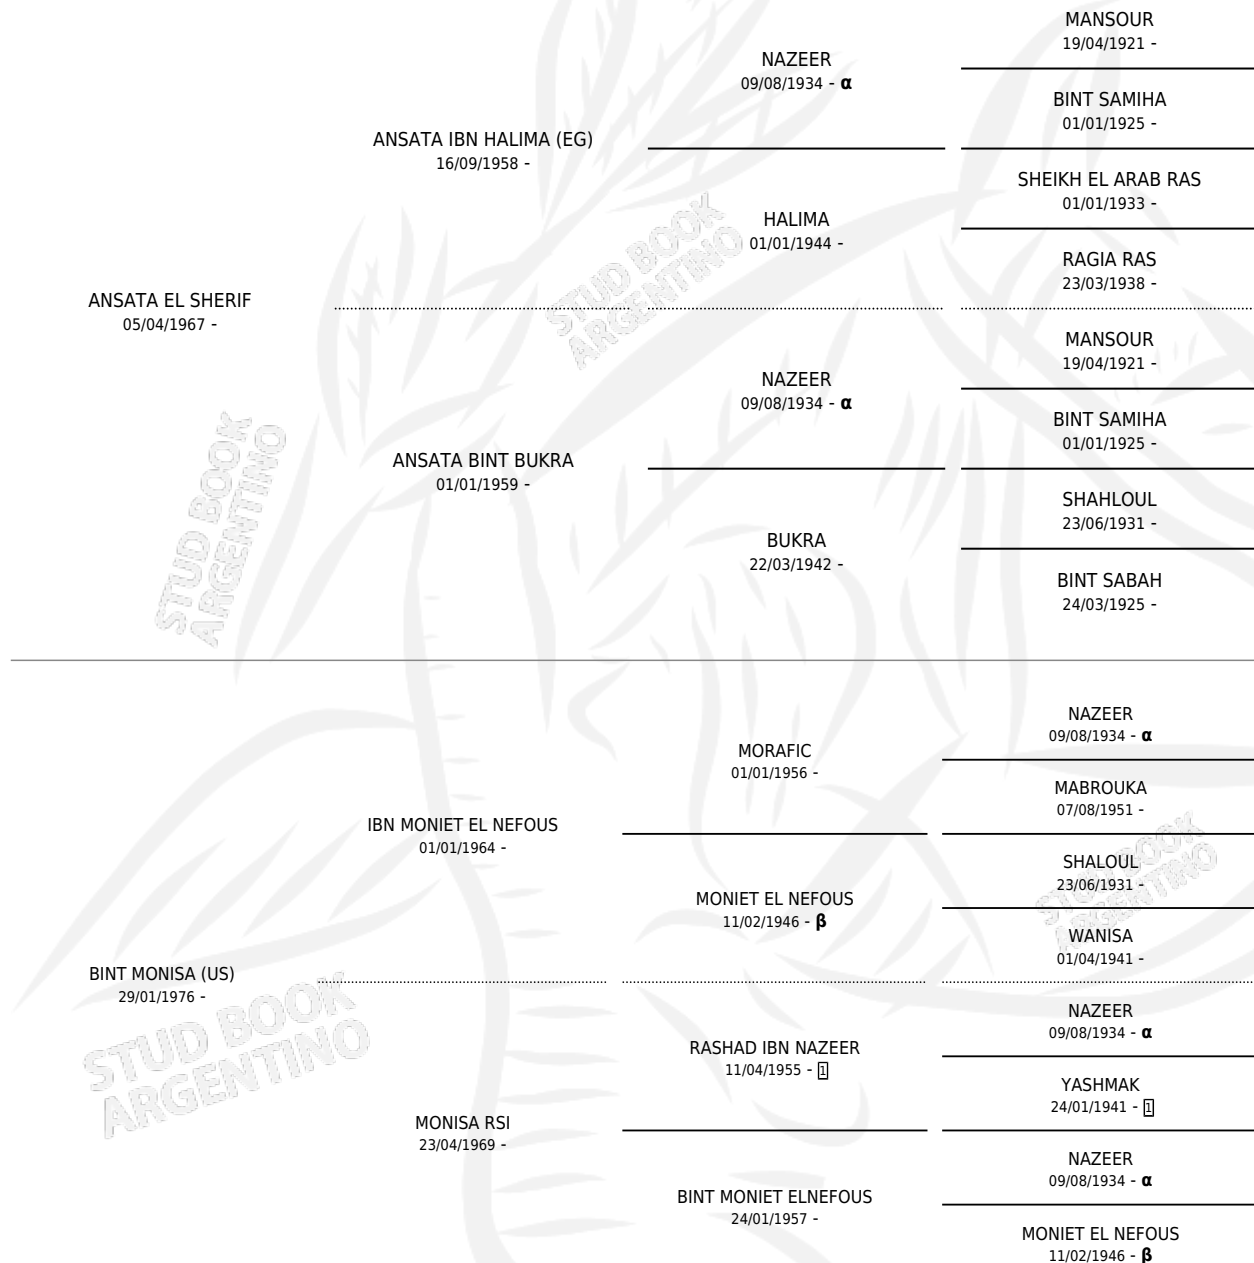 MANSOUR
19/04/1921 -
NAZEER
09/08/1934 - α
BINT SAMIHA
01/01/1925 -
ANSATA IBN HALIMA (EG)
16/09/1958 -
SHEIKH EL ARAB RAS
01/01/1933 -
HALIMA
01/01/1944 -
RAGIA RAS
23/03/1938 -
ANSATA EL SHERIF
05/04/1967 -
MANSOUR
19/04/1921 -
NAZEER
09/08/1934 - α
BINT SAMIHA
01/01/1925 -
ANSATA BINT BUKRA
01/01/1959 -
SHAHLOUL
23/06/1931 -
BUKRA
22/03/1942 -
BINT SABAH
24/03/1925 -
NAZEER
09/08/1934 - α
MORAFIC
01/01/1956 -
MABROUKA
07/08/1951 -
IBN MONIET EL NEFOUS
01/01/1964 -
SHALOUL
23/06/1931 -
MONIET EL NEFOUS
11/02/1946 - β
WANISA
01/04/1941 -
BINT MONISA (US)
29/01/1976 -
NAZEER
09/08/1934 - α
RASHAD IBN NAZEER
11/04/1955 - 1
YASHMAK
24/01/1941 - 1
MONISA RSI
23/04/1969 -
NAZEER
09/08/1934 - α
BINT MONIET ELNEFOUS
24/01/1957 -
MONIET EL NEFOUS
11/02/1946 - β
STUD BOOK
ARGENTINO
STUD BOOK
ARGENTINO
STUD BOOK
ARGENTINO
STUD BOOK
ARGENTINO